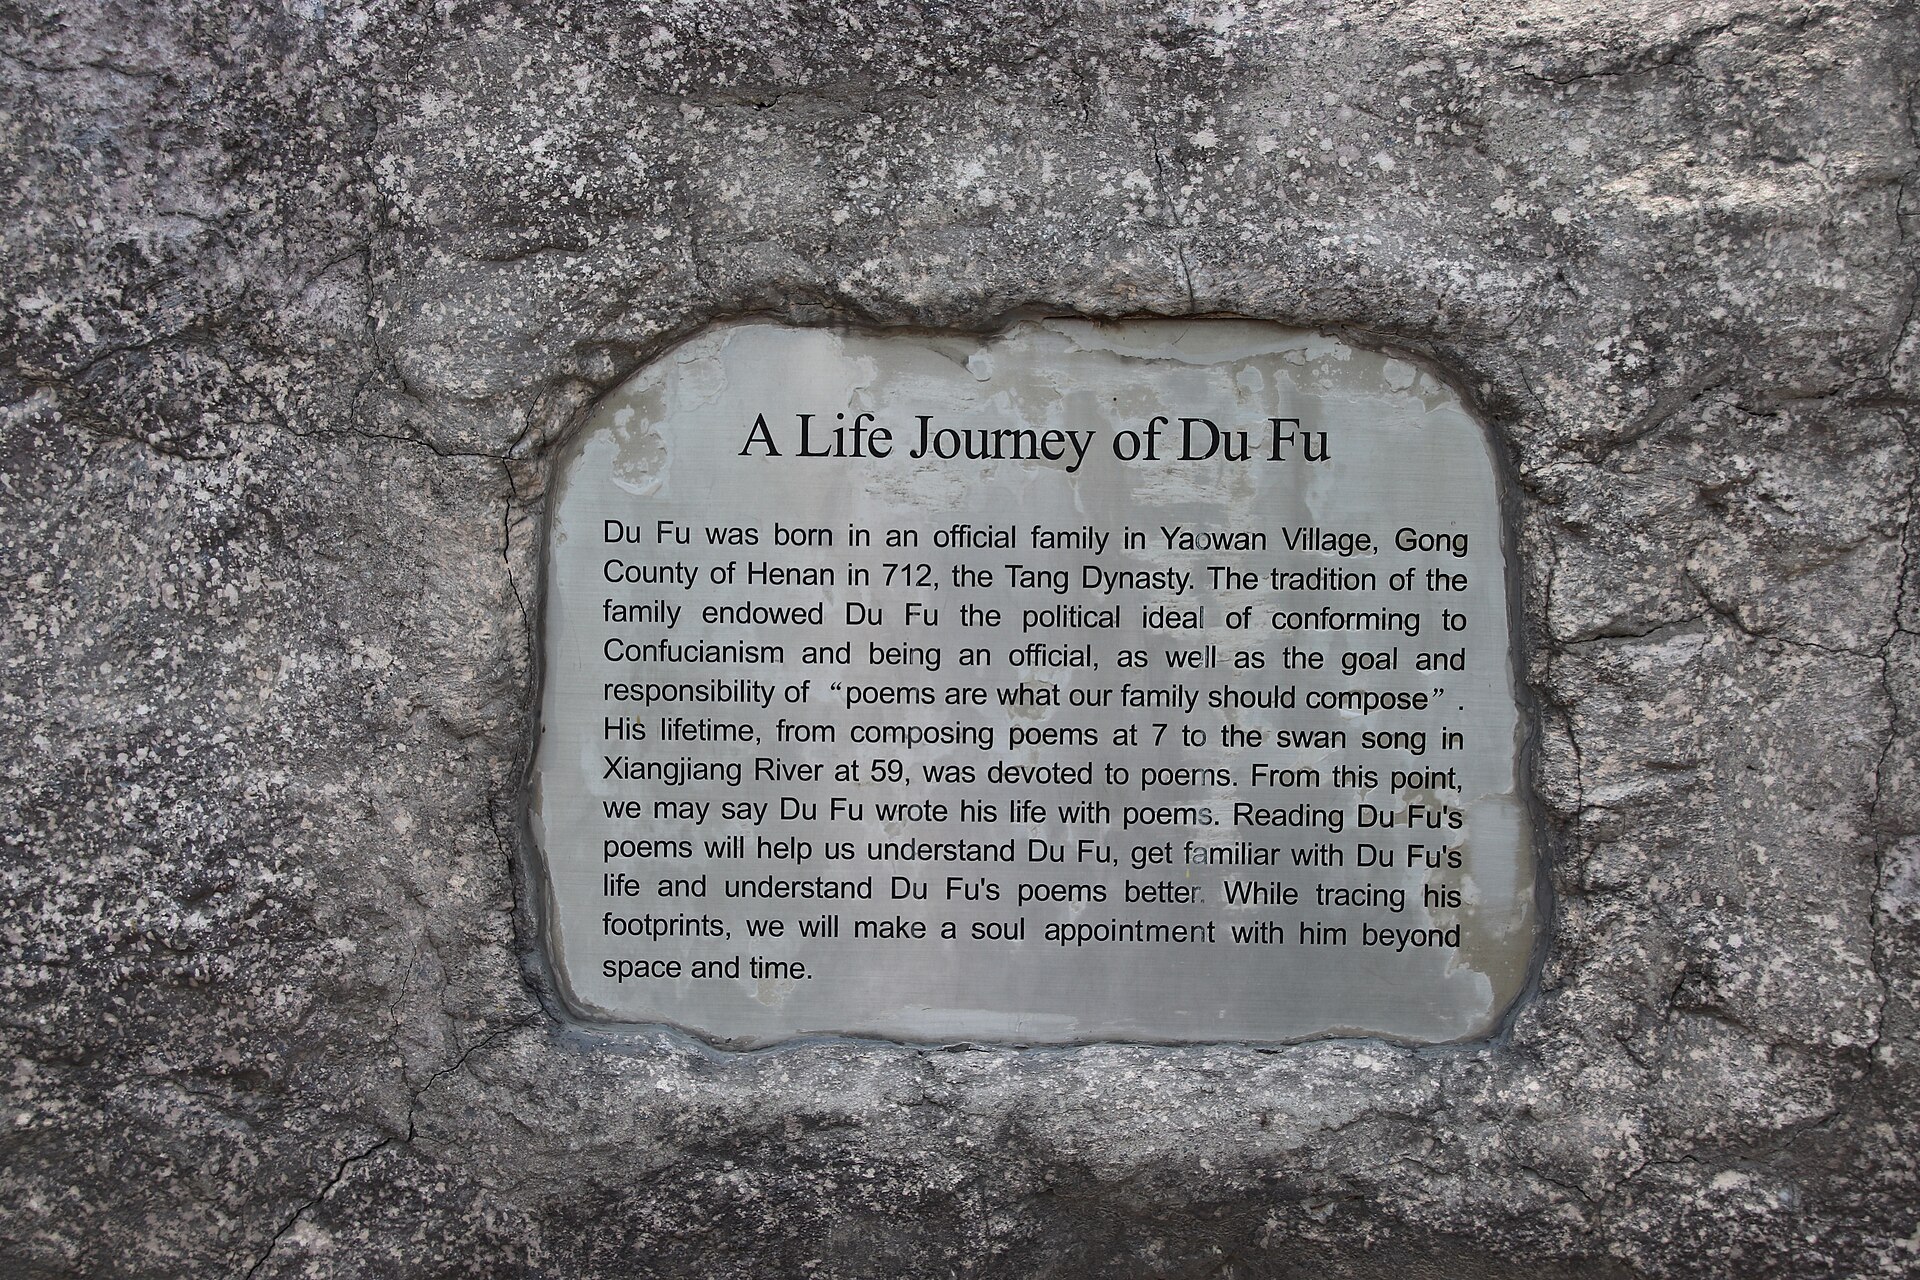 A Life Journey of Du Fu
Du Fu was born in an official family in Yaowan Village, Gong
County of Henan in 712, the Tang Dynasty. The tradition of the
family endowed Du Fu the political ideal of conforming to
Confucianism and being an official, as well as the goal and
responsibility of “poems are what our family should compose” .
His lifetime, from composing poems at 7 to the swan song in
Xiangjiang River at 59, was devoted to poems. From this point,
we may say Du Fu wrote his life with poems. Reading Du Fu's
poems will help us understand Du Fu, get familiar with Du Fu's
life and understand Du Fu's poems better. While tracing his
footprints, we will make a soul appointment with him beyond
space and time.